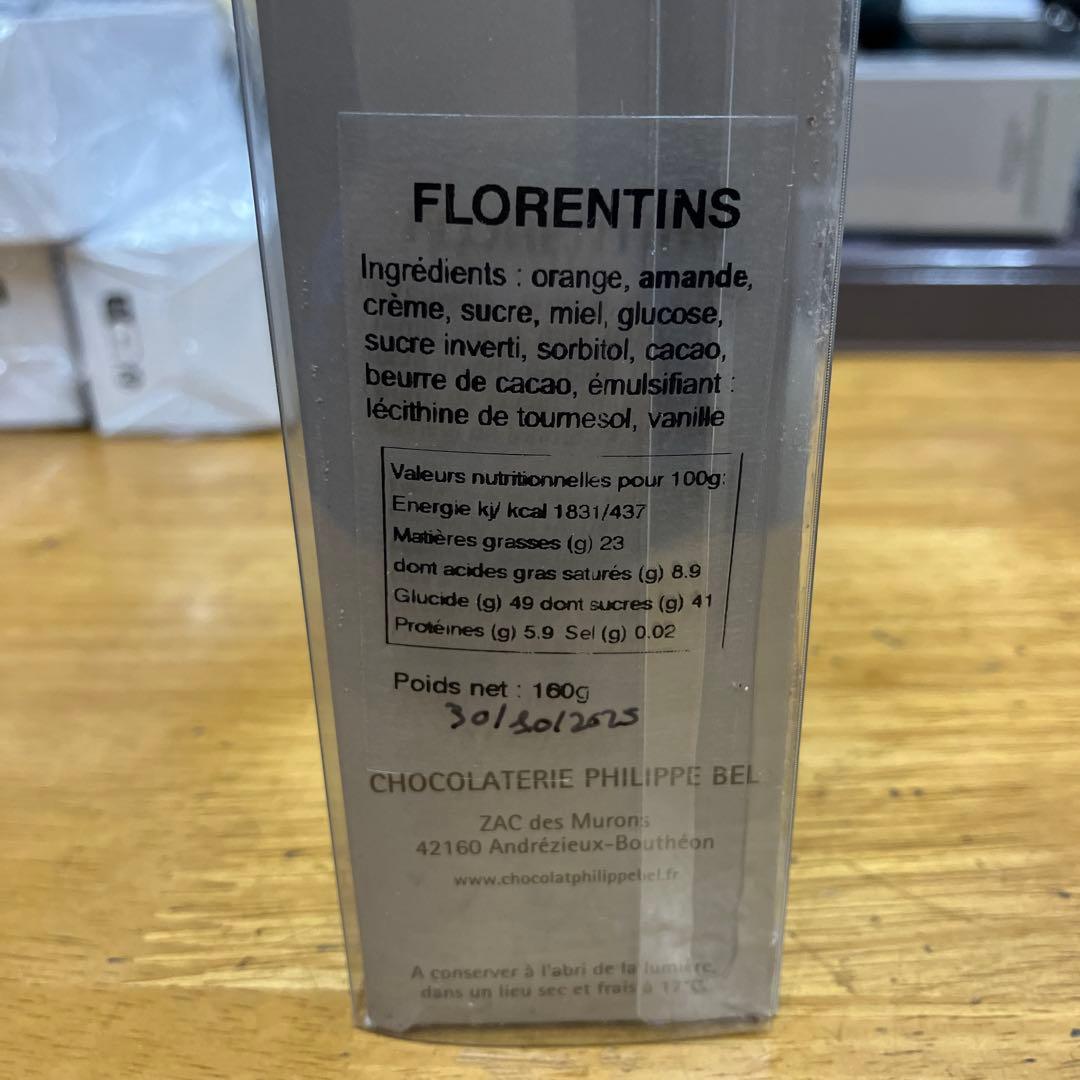 FLORENTINS
Ingrédients : orange, amande,
crème, sucre, miel, glucose,
sucre inverti, sorbitol, cacao,
beurre de cacao, émulsifiant :
lécithine de tournesol, vanille
Valeurs nutritionnelles pour 100g:
Energie kj/ kcal 1831/437
Matières grasses (g) 23
dont acides gras saturés (g) 8.9
Glucide (g) 49 dont sucres (g) 41
Protéines (g) 5.9 Sel (g) 0.02
Poids net : 160g
30/10/2025
CHOCOLATERIE PHILIPPE BEL
ZAC des Murons
42160 Andrézieux-Bouthéon
www.chocolatphilippebel.fr
A conserver à l'abri de la lumière,
dans un lieu sec et frais à 17°C.